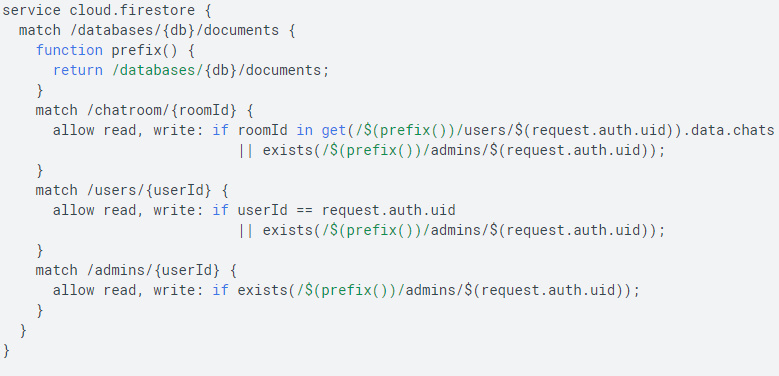 service cloud.firestore {
  match /databases/{db}/documents {
    function prefix() {
      return /databases/{db}/documents;
    }
    match /chatroom/{roomId} {
      allow read, write: if roomId in get(/$(prefix())/users/$(request.auth.uid)).data.chats
                            || exists(/$(prefix())/admins/$(request.auth.uid));
    }
    match /users/{userId} {
      allow read, write: if userId == request.auth.uid
                            || exists(/$(prefix())/admins/$(request.auth.uid));
    }
    match /admins/{userId} {
      allow read, write: if exists(/$(prefix())/admins/$(request.auth.uid));
    }
  }
}